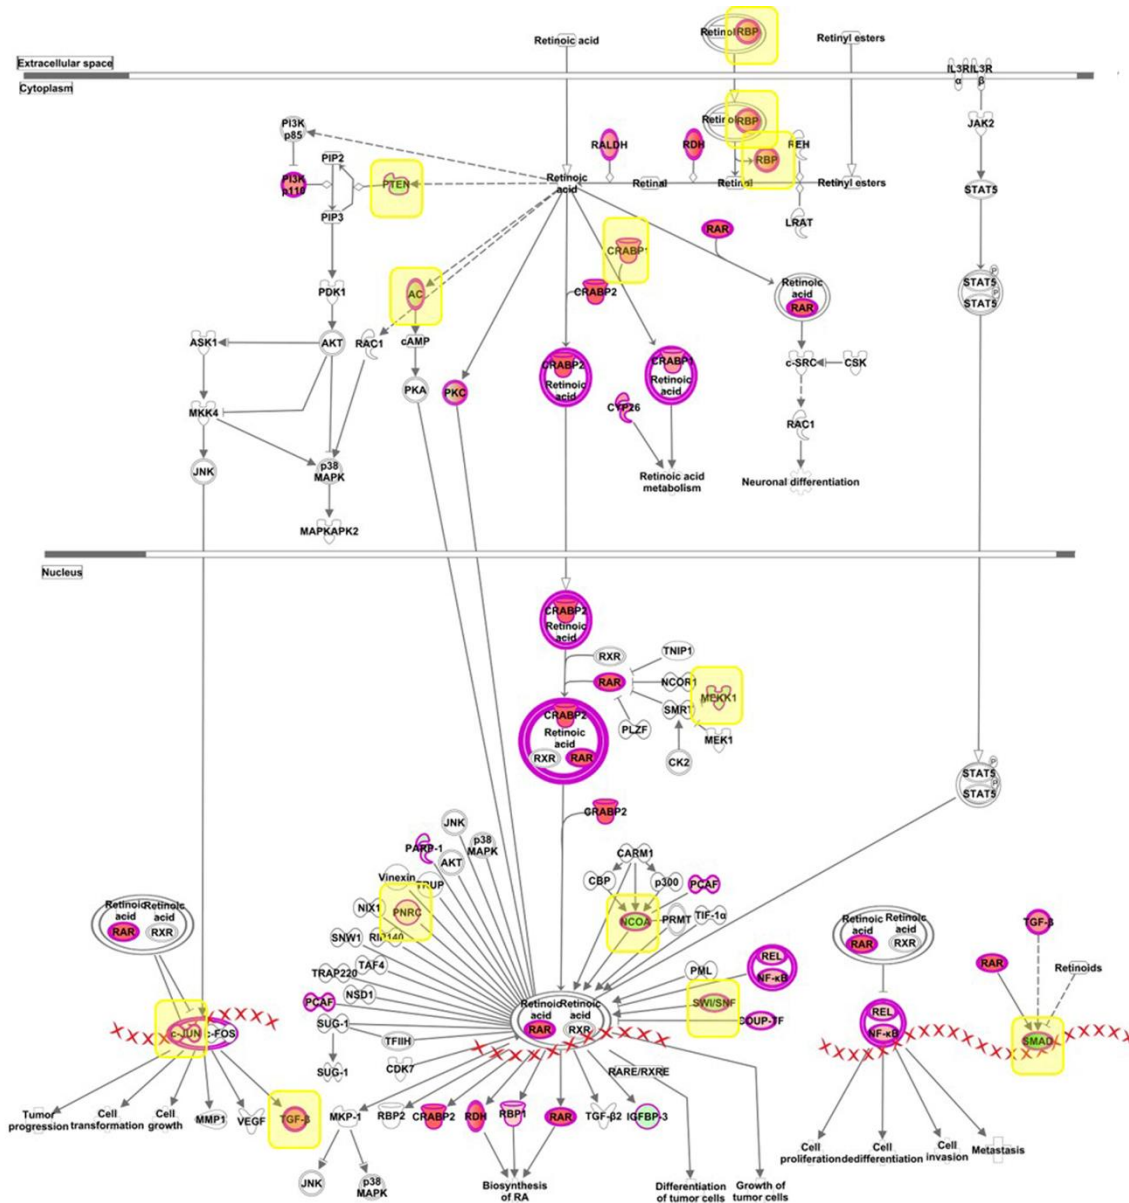 Retinoic acid
Retinol RBP
Retinyl esters
Extracellular space
Cytoplasm
IL3R IL3R
α β
PI3K
p85
Retinol RBP
JAK2
PIP2
RALDH
RDH
RBP
REH
PI3K
p110
PTEN
Retinoic
acid
Retinal
Retinol
Retinyl esters
STAT5
PIP3
LRAT
RAR
CRABP1
PDK1
AC
CRABP2
Retinoic
acid
RAR
P
STAT5
P
STAT5
ASK1
AKT
RAC1
cAMP
CRABP2
Retinoic
acid
CRABP1
Retinoic
acid
c-SRC
CSK
PKA
PKC
MKK4
CYP26
RAC1
JNK
p38
MAPK
Retinoic acid
metabolism
Neuronal differentiation
MAPKAPK2
Nucleus
CRABP2
Retinoic
acid
RXR
TNIP1
RAR
NCOR1
MEKK1
CRABP2
SMRT
Retinoic
acid
PLZF
MEK1
RXR RAR
CK2
P
STAT5
P
STAT5
CRABP2
JNK
PARP-1
p38
MAPK
AKT
CARM1
Vinexin
TRUP
CBP
p300
PCAF
NIX1
PNRC
NCOA
PRMT
TIF-1α
Retinoic Retinoic
acid acid
RAR RXR
SNW1
RIP140
TAF4
TRAP220
NSD1
PCAF
SUG-1
TFIIH
SUG-1
CDK7
PML
REL
NF-κB
SWI/SNF
COUP-TF
Retinoic Retinoic
acid acid
RAR RXR
Retinoic Retinoic
acid acid
RAR RXR
TGF-β
RAR
Retinoids
REL
NF-κB
SMAD
c-JUN c-FOS
RARE/RXRE
Tumor
progression
Cell
transformation
Cell
growth
MMP1
VEGF
TGF-β
MKP-1
RBP2
CRABP2
RDH
RBP1
RAR
TGF-β2
IGFBP-3
JNK
p38
MAPK
Biosynthesis
of RA
Differentiation
of tumor cells
Growth of
tumor cells
Cell
proliferation
Cell
dedifferentiation
Cell
invasion
Metastasis